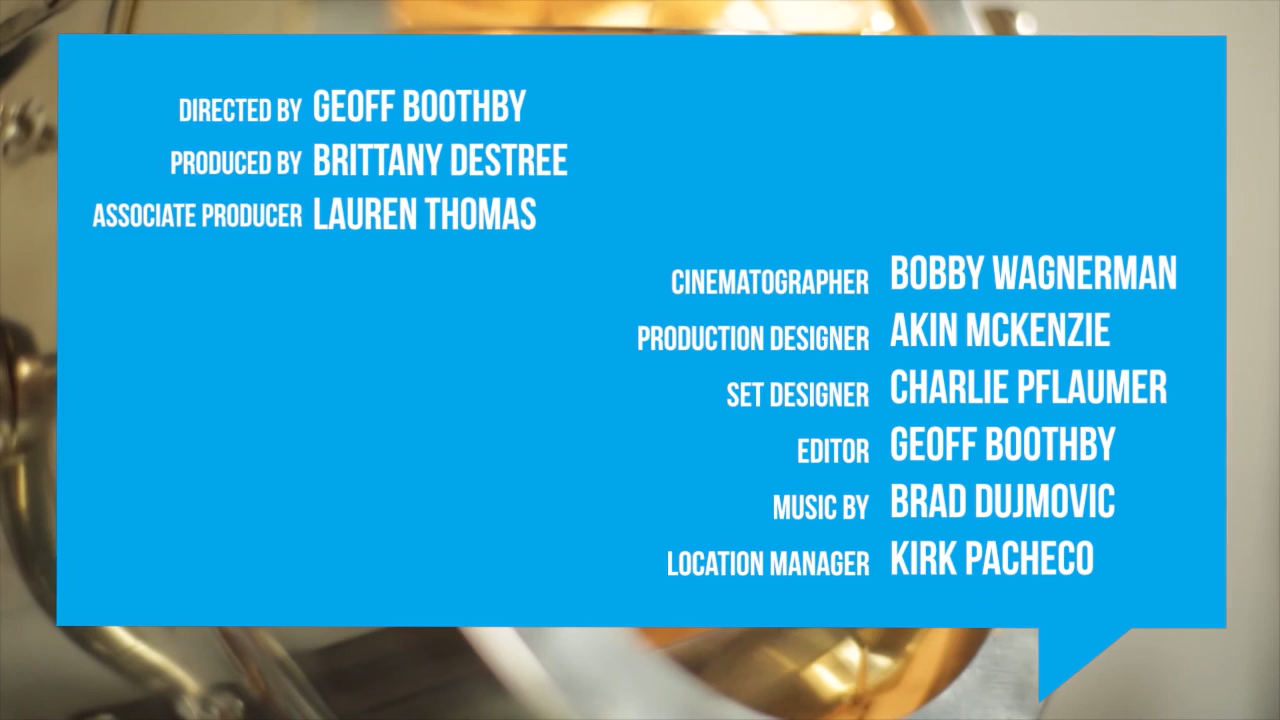 DIRECTED BY GEOFF BOOTHBY
PRODUCED BY BRITTANY DESTREE
ASSOCIATE PRODUCER LAUREN THOMAS
CINEMATOGRAPHER BOBBY WAGNERMAN
PRODUCTION DESIGNER AKIN MCKENZIE
SET DESIGNER CHARLIE PFLAUMER
EDITOR GEOFF BOOTHBY
MUSIC BY BRAD DUJMOVIC
LOCATION MANAGER KIRK PACHECO